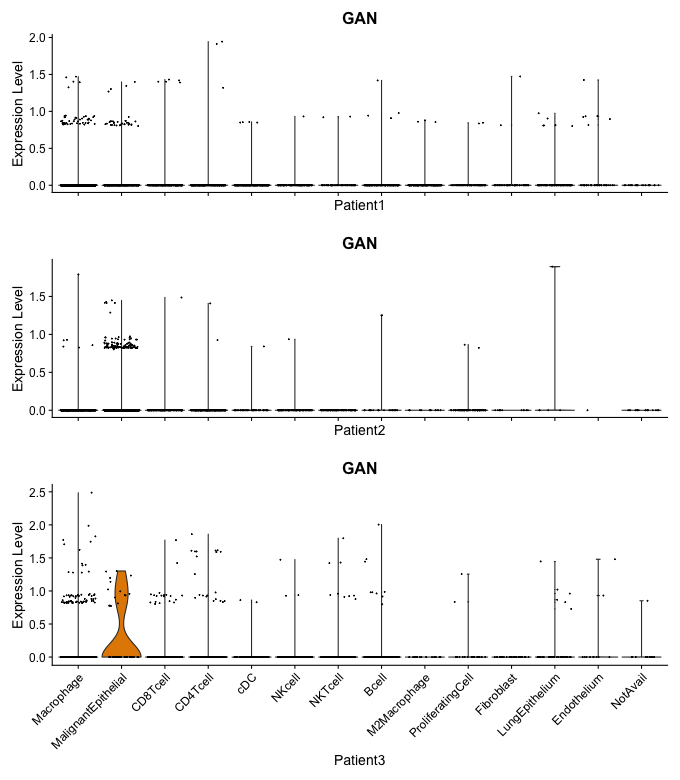 GAN
Expression Level
2.0
1.5
1.0
0.5
0.0
Patient1
GAN
Expression Level
1.5
1.0
0.5
0.0
Patient2
GAN
Expression Level
2.5
2.0
1.5
1.0
0.5
0.0
Macrophage
MalignantEpithelial
CD8Tcell
CD4Tcell
cDC
NKcell
NKTcell
Bcell
M2Macrophage
ProliferatingCell
Fibroblast
LungEpithelium
Endothelium
NotAvail
Patient3